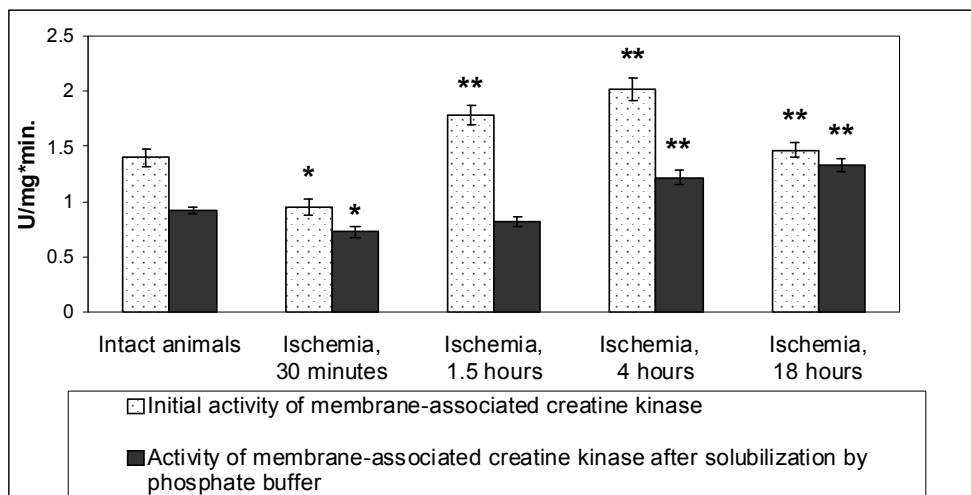 2.5
2
1.5
1
0.5
0
U/mg*min.
**
**
**
**
**
*
*
Intact animals
Ischemia,
30 minutes
Ischemia,
1.5 hours
Ischemia,
4 hours
Ischemia,
18 hours
Initial activity of membrane-associated creatine kinase
Activity of membrane-associated creatine kinase after solubilization by
phosphate buffer